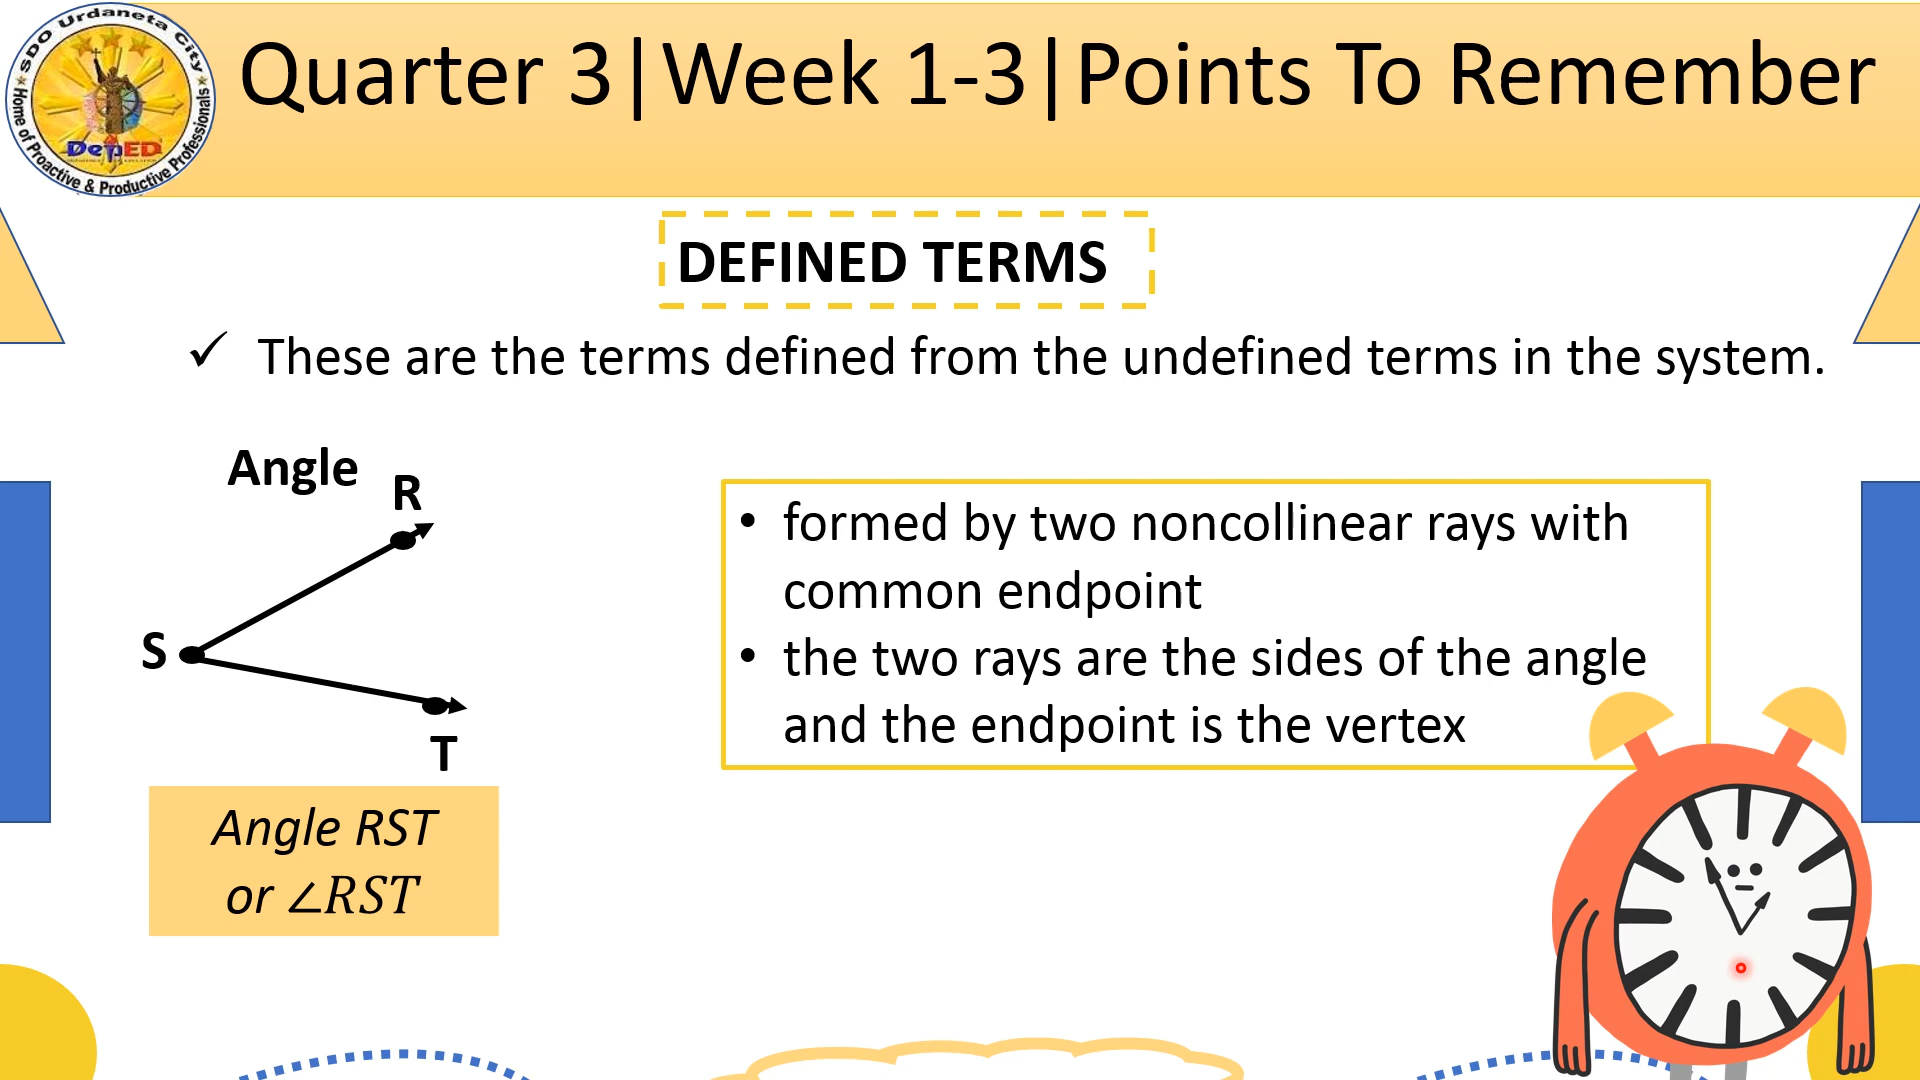 SDO Urdaneta City
Home of Proactive & Productive Professionals
DepED
Quarter 3|Week 1-3|Points To Remember
DEFINED TERMS
✓ These are the terms defined from the undefined terms in the system.
Angle
R
S
T
Angle RST
or ∠RST
• formed by two noncollinear rays with
common endpoint
• the two rays are the sides of the angle
and the endpoint is the vertex